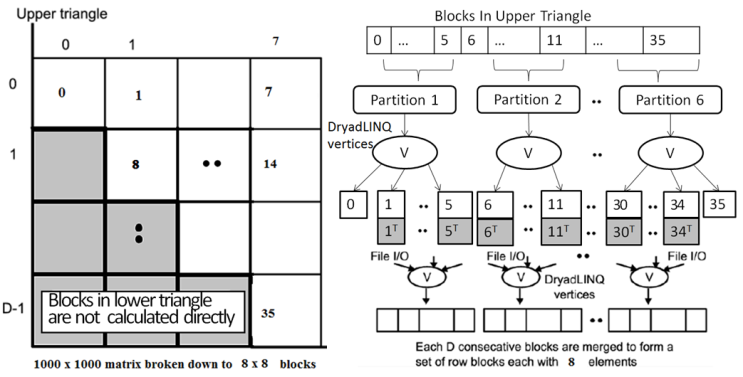 Upper triangle
0 1 7
0
0 1 7
1
8 •• 14
:
D-1
Blocks in lower triangle
are not calculated directly
35
1000 x 1000 matrix broken down to 8 x 8 blocks
Blocks In Upper Triangle
0 ... 5 6 ... 11 ... 35
Partition 1 Partition 2 •• Partition 6
DryadLINQ
vertices
V V •• V
0 1 •• 5 6 •• 11 •• 30 •• 34 35
1ᵀ •• 5ᵀ 6ᵀ •• 11ᵀ •• 30ᵀ •• 34ᵀ
File I/O File I/O •• File I/O
V V V
DryadLINQ
vertices
••
Each D consecutive blocks are merged to form a
set of row blocks each with 8 elements